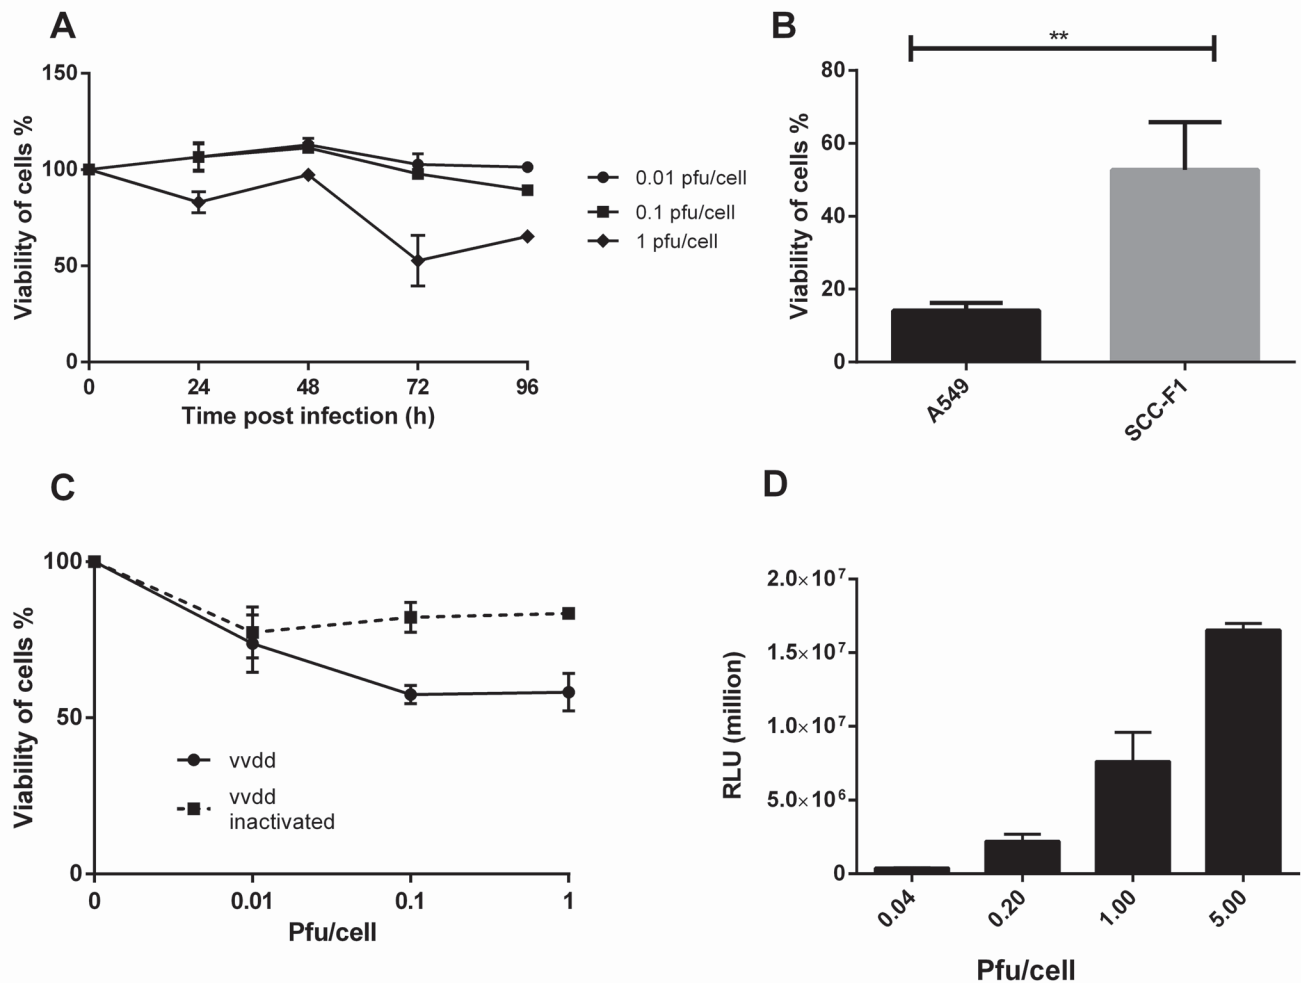 A
Viability of cells %
150
100
50
0
0 24 48 72 96
Time post infection (h)
0.01 pfu/cell
0.1 pfu/cell
1 pfu/cell
B
**
Viability of cells %
80
60
40
20
0
A549
SCC-F1
C
Viability of cells %
100
50
0
vvdd
vvdd
inactivated
0 0.01 0.1 1
Pfu/cell
D
RLU (million)
2.0×10⁷
1.5×10⁷
1.0×10⁷
5.0×10⁶
0
0.04 0.20 1.00 5.00
Pfu/cell